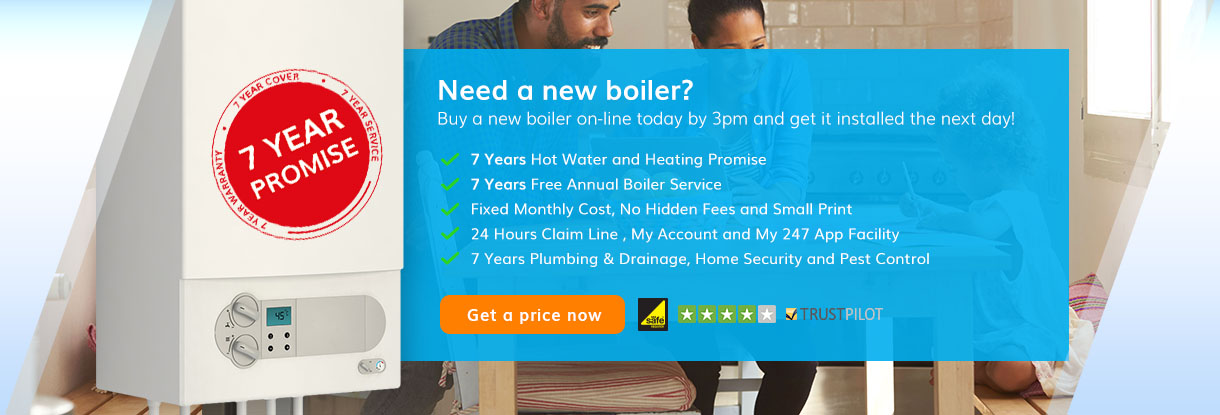 7 YEAR COVER
7 YEAR SERVICE
7 YEAR WARRANTY
7 YEAR
PROMISE
45
Need a new boiler?
Buy a new boiler on-line today by 3pm and get it installed the next day!
7 Years Hot Water and Heating Promise
7 Years Free Annual Boiler Service
Fixed Monthly Cost, No Hidden Fees and Small Print
24 Hours Claim Line , My Account and My 247 App Facility
7 Years Plumbing & Drainage, Home Security and Pest Control
Get a price now
safe
TRUSTPILOT